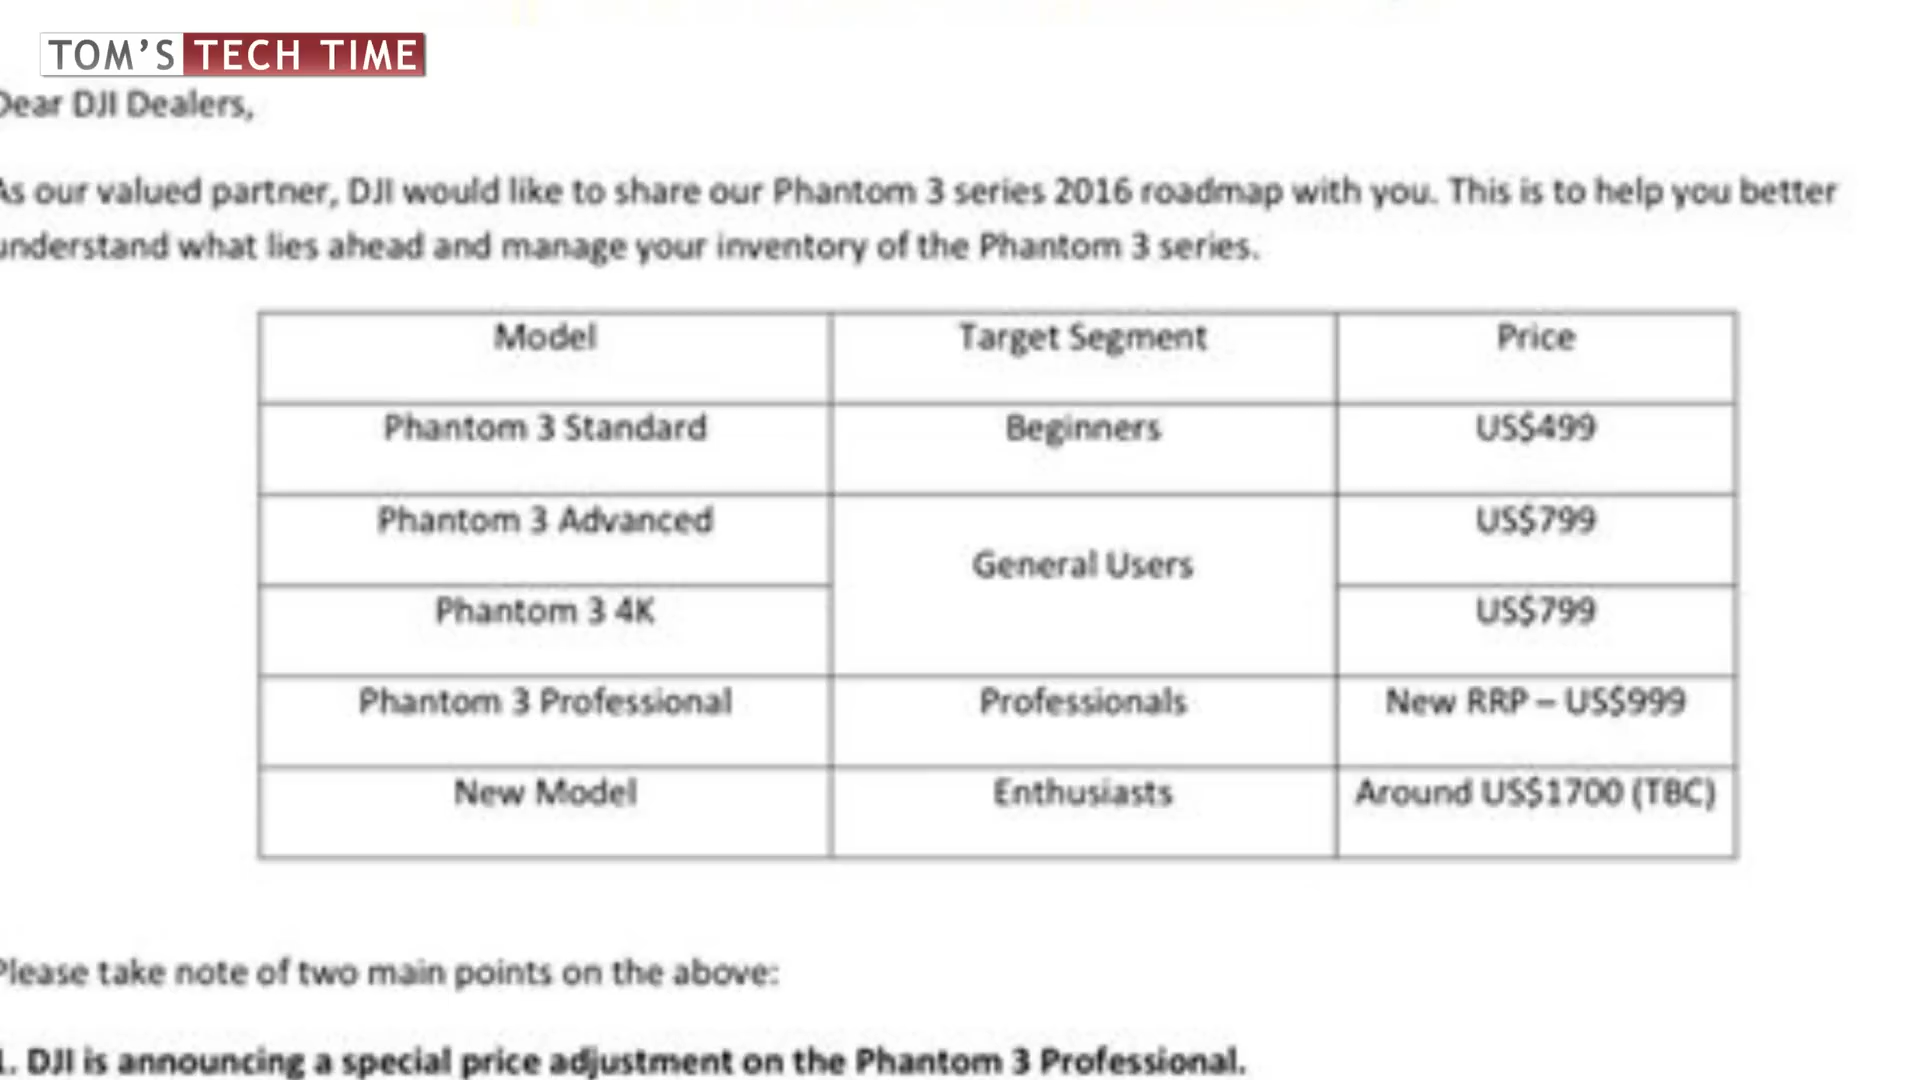 TOM'S TECH TIME
Dear DJI Dealers,
As our valued partner, DJI would like to share our Phantom 3 series 2016 roadmap with you. This is to help you better
understand what lies ahead and manage your inventory of the Phantom 3 series.
Model Target Segment Price
Phantom 3 Standard Beginners US$499
Phantom 3 Advanced US$799
General Users
Phantom 3 4K US$799
Phantom 3 Professional Professionals New RRP – US$999
New Model Enthusiasts Around US$1700 (TBC)
Please take note of two main points on the above:
1. DJI is announcing a special price adjustment on the Phantom 3 Professional.